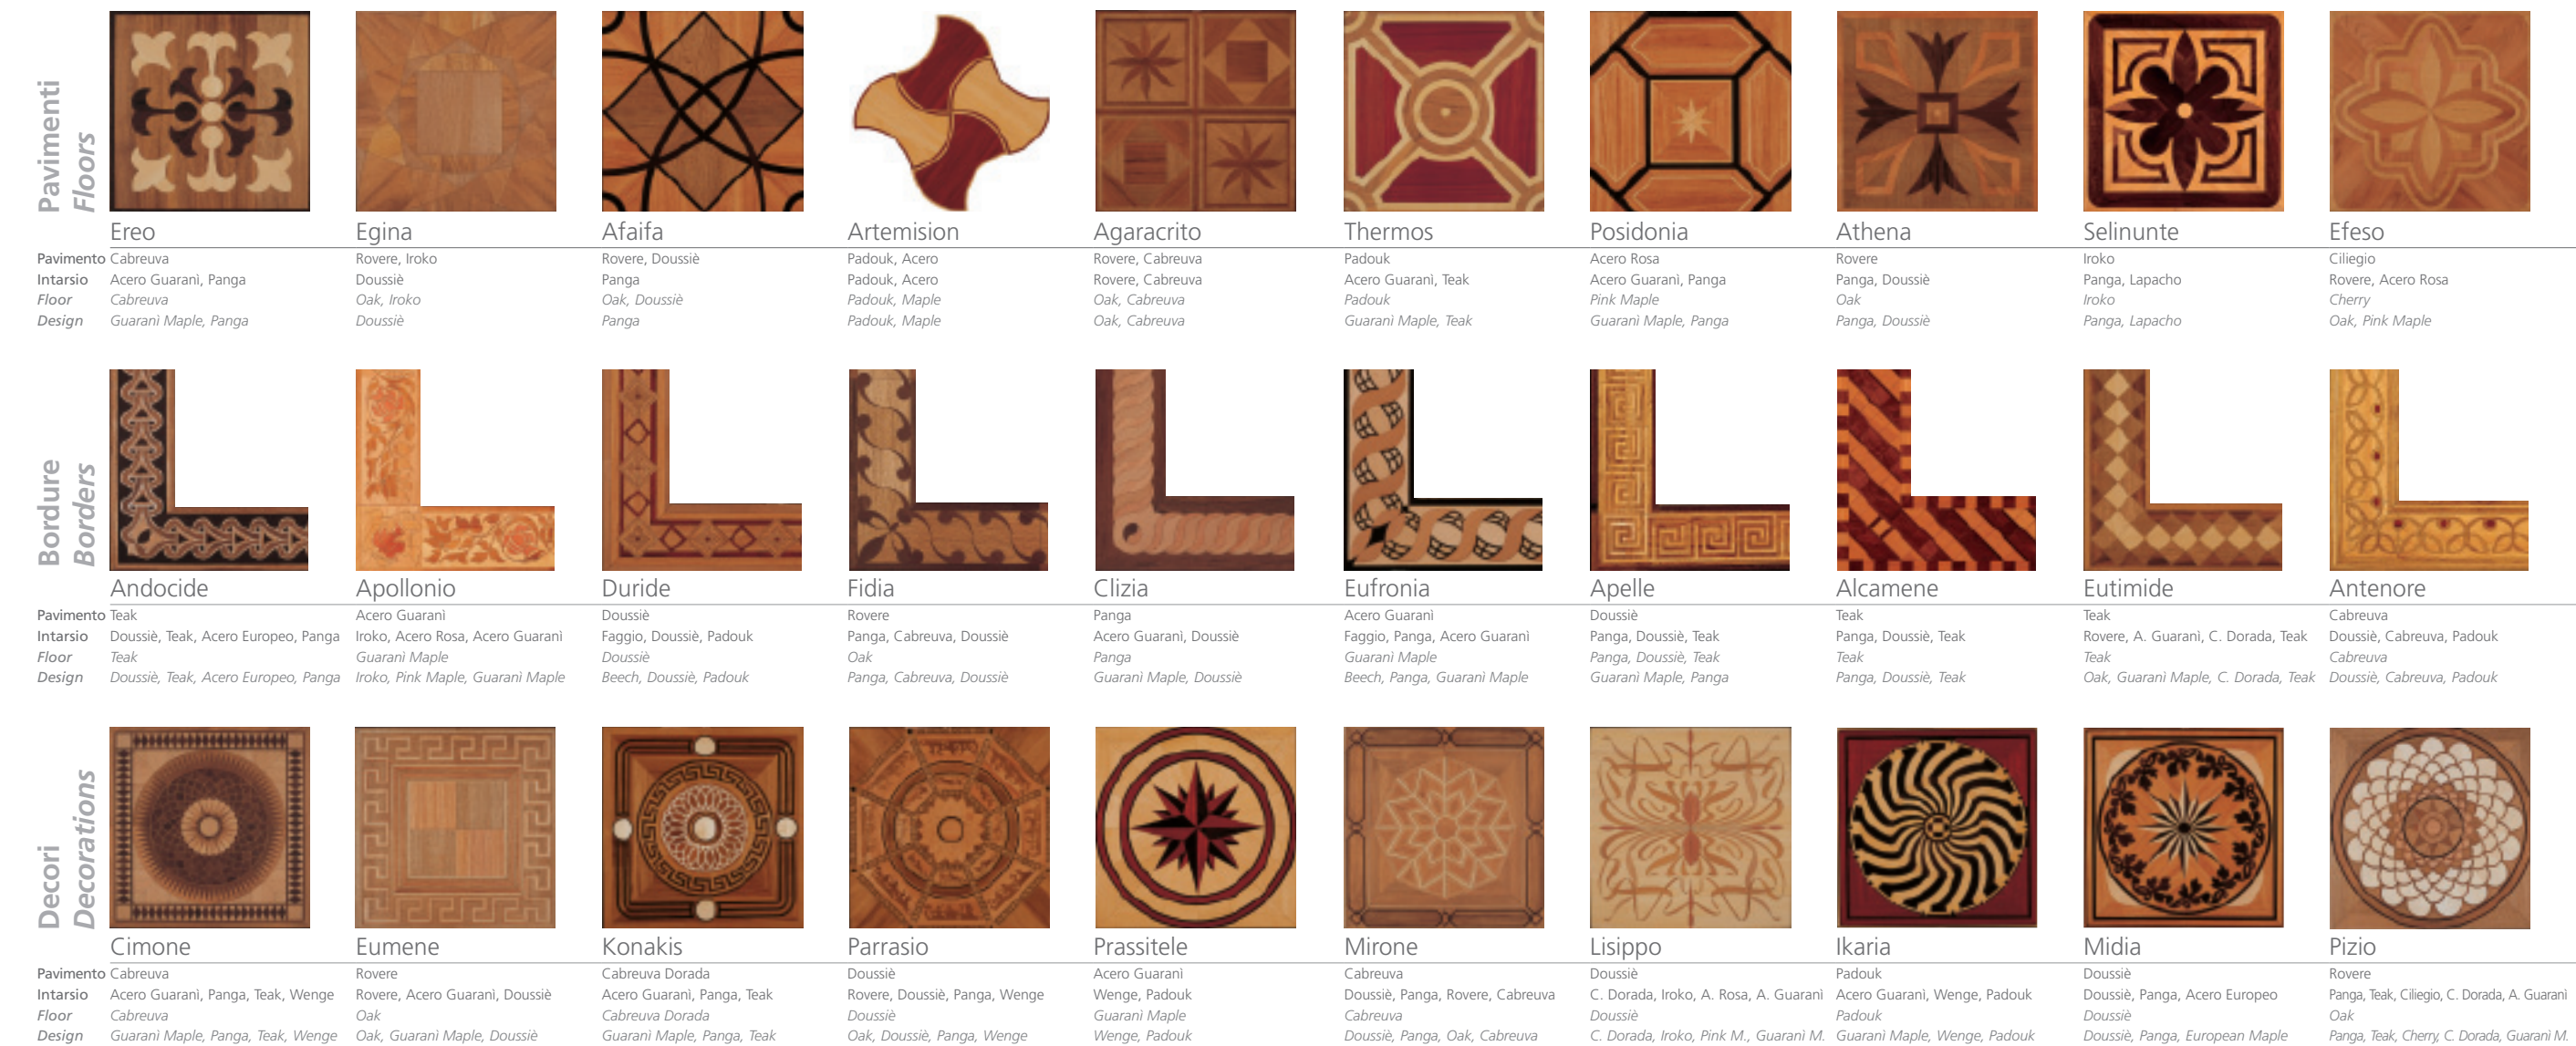 Pavimenti
Floors
Ereo Egina Afaifa Artemision Agaracrito Thermos Posidonia Athena Selinunte Efeso
Pavimento Cabreuva Rovere, Iroko Rovere, Doussiè Padouk, Acero Rovere, Cabreuva Padouk Acero Rosa Rovere Iroko Ciliegio
Intarsio Acero Guaranì, Panga Doussiè Panga Padouk, Acero Rovere, Cabreuva Acero Guaranì, Teak Acero Guaranì, Panga Panga, Doussiè Panga, Lapacho Rovere, Acero Rosa
Floor Cabreuva Oak, Iroko Oak, Doussiè Padouk, Maple Oak, Cabreuva Padouk Pink Maple Oak Iroko Cherry
Design Guaranì Maple, Panga Doussiè Panga Padouk, Maple Oak, Cabreuva Guaranì Maple, Teak Guaranì Maple, Panga Panga, Doussiè Panga, Lapacho Oak, Pink Maple
Bordure
Borders
Andocide Apollonio Duride Fidia Clizia Eufronia Apelle Alcamene Eutimide Antenore
Pavimento Teak Acero Guaranì Doussiè Rovere Panga Acero Guaranì Doussiè Teak Teak Cabreuva
Intarsio Doussiè, Teak, Acero Europeo, Panga Iroko, Acero Rosa, Acero Guaranì Faggio, Doussiè, Padouk Panga, Cabreuva, Doussiè Acero Guaranì, Doussiè Faggio, Panga, Acero Guaranì Panga, Doussiè, Teak Panga, Doussiè, Teak Rovere, A. Guaranì, C. Dorada, Teak Doussiè, Cabreuva, Padouk
Floor Teak Guaranì Maple Doussiè Oak Panga Guaranì Maple Panga, Doussiè, Teak Teak Teak Cabreuva
Design Doussiè, Teak, Acero Europeo, Panga Iroko, Pink Maple, Guaranì Maple Beech, Doussiè, Padouk Panga, Cabreuva, Doussiè Guaranì Maple, Doussiè Beech, Panga, Guaranì Maple Guaranì Maple, Panga Panga, Doussiè, Teak Oak, Guaranì Maple, C. Dorada, Teak Doussiè, Cabreuva, Padouk
Decori
Decorations
Cimone Eumene Konakis Parrasio Prassitele Mirone Lisippo Ikaria Midia Pizio
Pavimento Cabreuva Rovere Cabreuva Dorada Doussiè Acero Guaranì Cabreuva Doussiè Padouk Doussiè Rovere
Intarsio Acero Guaranì, Panga, Teak, Wenge Rovere, Acero Guaranì, Doussiè Acero Guaranì, Panga, Teak Rovere, Doussiè, Panga, Wenge Wenge, Padouk Doussiè, Panga, Rovere, Cabreuva C. Dorada, Iroko, A. Rosa, A. Guaranì Acero Guaranì, Wenge, Padouk Doussiè, Panga, Acero Europeo Panga, Teak, Ciliegio, C. Dorada, A. Guaranì
Floor Cabreuva Oak Cabreuva Dorada Doussiè Guaranì Maple Cabreuva Doussiè Padouk Doussiè Oak
Design Guaranì Maple, Panga, Teak, Wenge Oak, Guaranì Maple, Doussiè Guaranì Maple, Panga, Teak Oak, Doussiè, Panga, Wenge Wenge, Padouk Doussiè, Panga, Oak, Cabreuva C. Dorada, Iroko, Pink M., Guaranì M. Guaranì Maple, Wenge, Padouk Doussiè, Panga, European Maple Panga, Teak, Cherry, C. Dorada, Guaranì M.